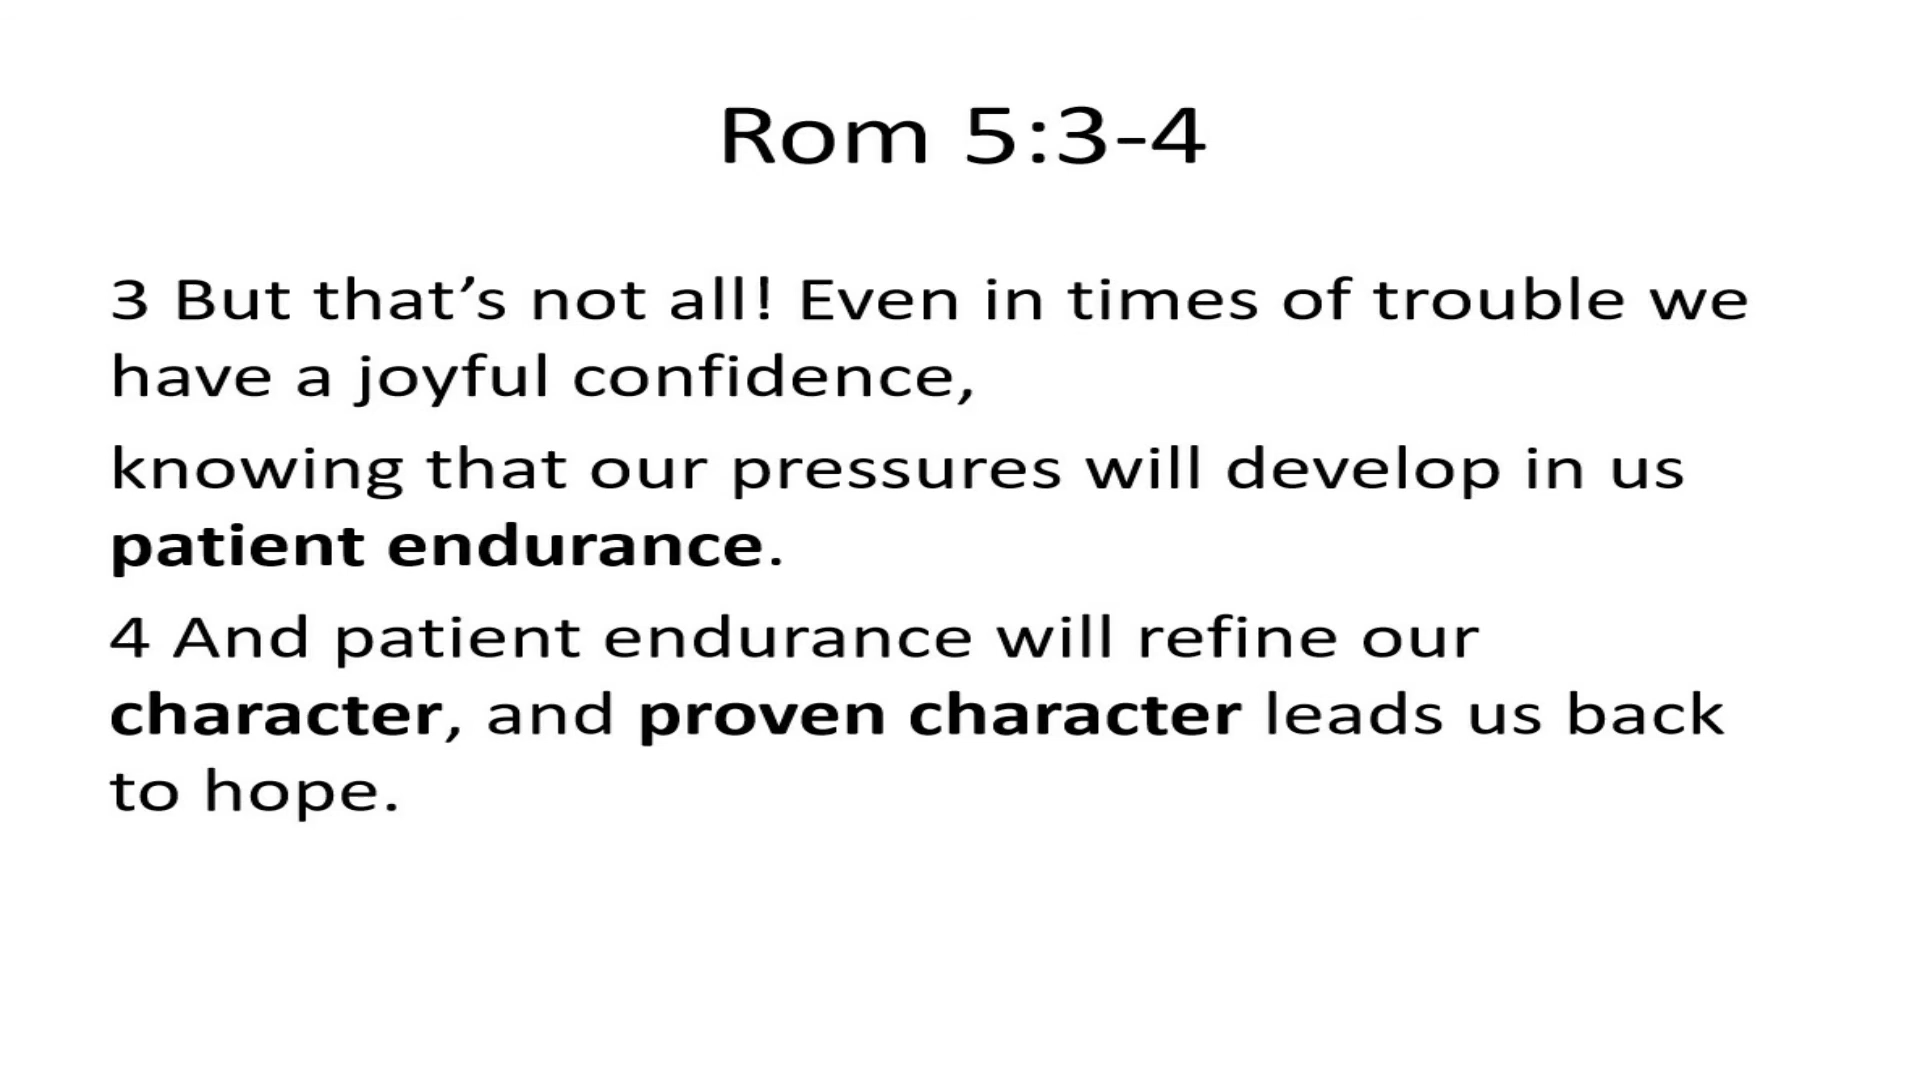 Rom 5:3-4
3 But that’s not all! Even in times of trouble we
have a joyful confidence,
knowing that our pressures will develop in us
patient endurance.
4 And patient endurance will refine our
character, and proven character leads us back
to hope.